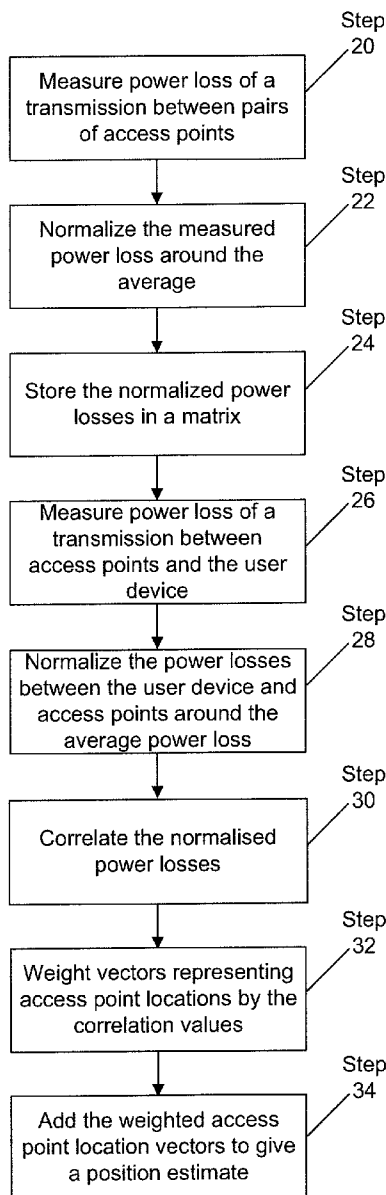 Step
20
Measure power loss of a
transmission between pairs
of access points
Step
22
Normalize the measured
power loss around the
average
Step
24
Store the normalized power
losses in a matrix
Step
26
Measure power loss of a
transmission between
access points and the user
device
Step
28
Normalize the power losses
between the user device and
access points around the
average power loss
Step
30
Correlate the normalised
power losses
Step
32
Weight vectors representing
access point locations by the
correlation values
Step
34
Add the weighted access
point location vectors to give
a position estimate